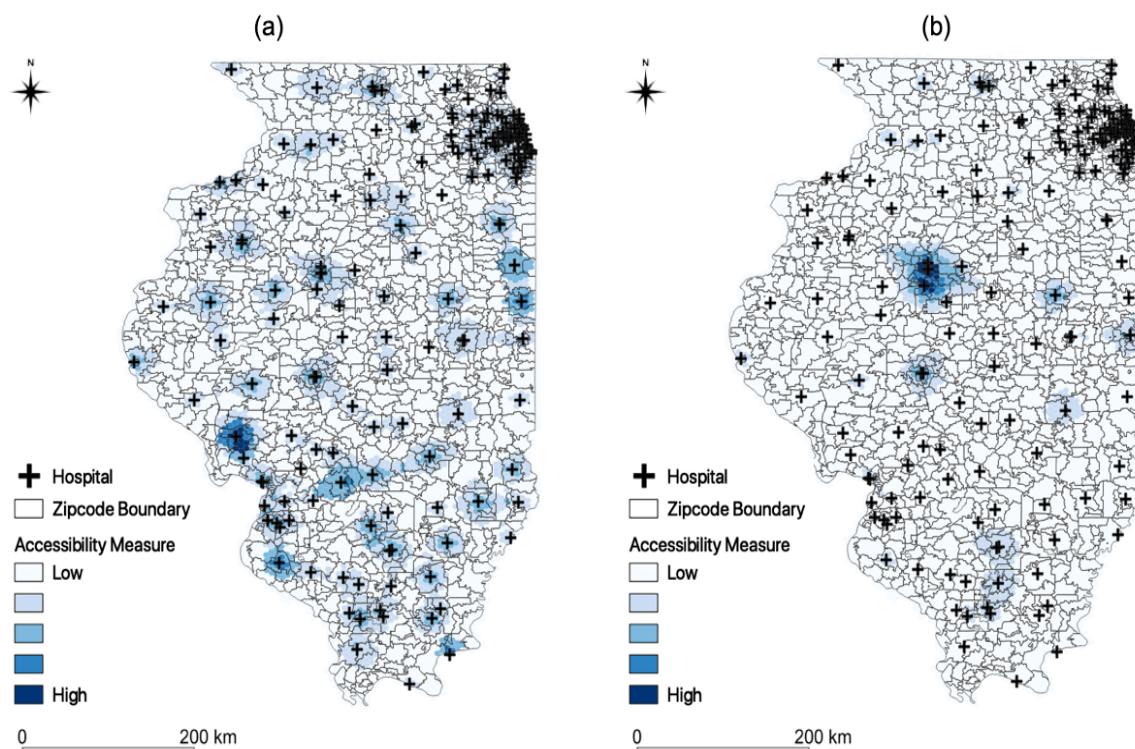 (a)
N
Hospital
Zipcode Boundary
Accessibility Measure
Low
High
0 200 km
(b)
N
Hospital
Zipcode Boundary
Accessibility Measure
Low
High
0 200 km